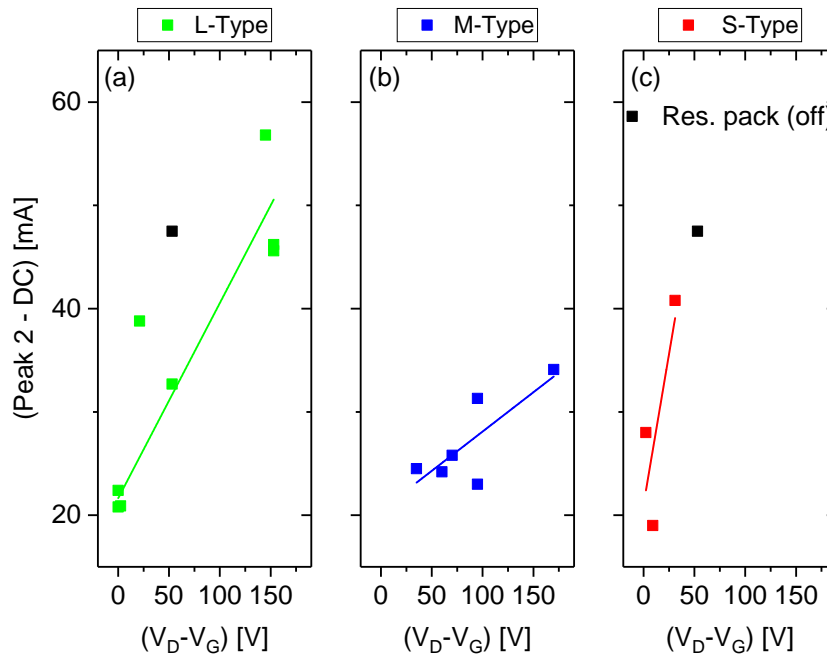 L-Type
M-Type
S-Type
(a)
(b)
(c)
Res. pack (off)
60
40
20
(Peak 2 - DC) [mA]
0 50 100 150
0 50 100 150
0 50 100 150
(V_D-V_G) [V]
(V_D-V_G) [V]
(V_D-V_G) [V]